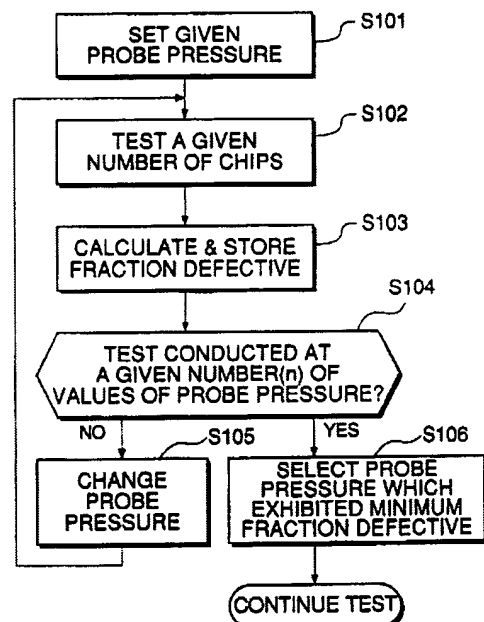 SET GIVEN
PROBE PRESSURE
S101
TEST A GIVEN
NUMBER OF CHIPS
S102
CALCULATE & STORE
FRACTION DEFECTIVE
S103
TEST CONDUCTED AT
A GIVEN NUMBER(n) OF
VALUES OF PROBE PRESSURE?
S104
NO
YES
S105
CHANGE
PROBE
PRESSURE
S106
SELECT PROBE
PRESSURE WHICH
EXHIBITED MINIMUM
FRACTION DEFECTIVE
CONTINUE TEST